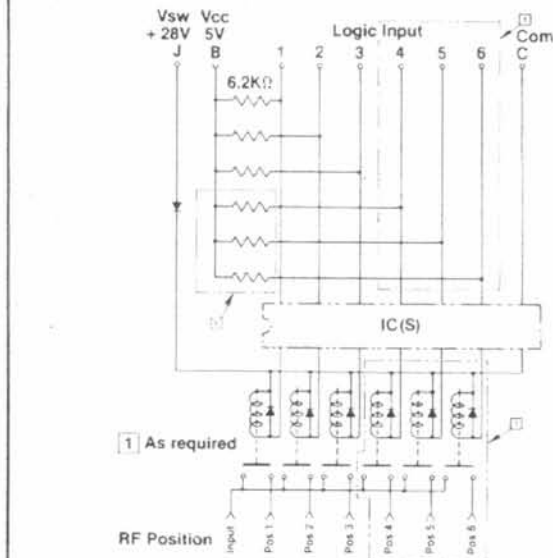 Vsw Vcc Logic Input 1 Com
+ 28V 5V
J B 1 2 3 4 5 6 C
6.2KΩ
IC(S)
1
1 As required
RF Position Input Pos 1 Pos 2 Pos 3 Pos 4 Pos 5 Pos 6